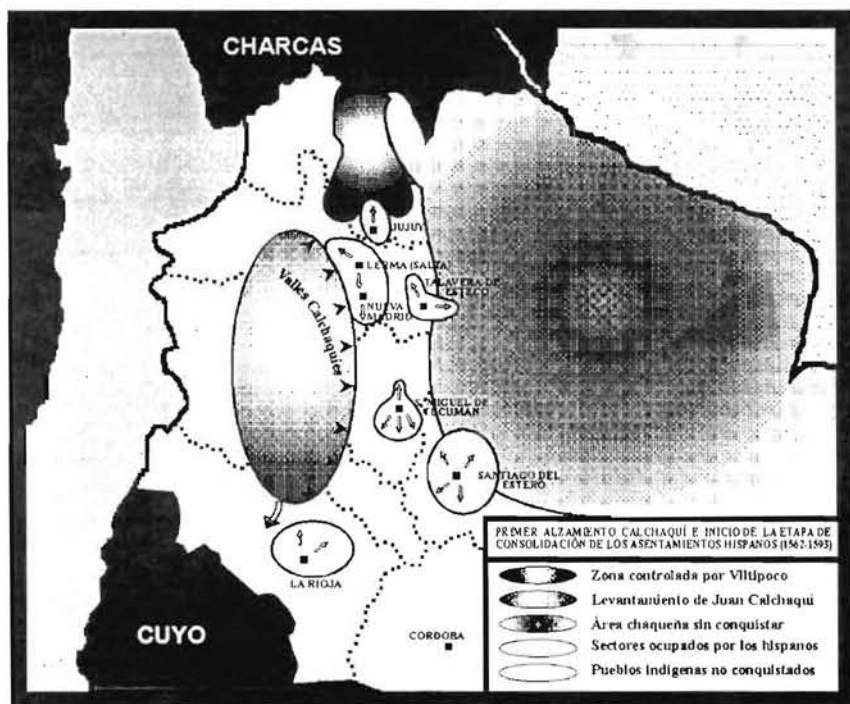 CHARCAS
JUJUY
LERMA (SALTA)
TALAVERA DE
ESTECO
NUEVA
MADRID
Valles Calchaquíes
S. MIGUEL DE
TUCUMÁN
SANTIAGO DEL
ESTERO
LA RIOJA
CUYO
CÓRDOBA
PRIMER ALZAMIENTO CALCHAQUÍ E INICIO DE LA ETAPA DE
CONSOLIDACIÓN DE LOS ASENTAMIENTOS HISPANOS (1562-1593)
Zona controlada por Viltipoco
Levantamiento de Juan Calchaquí
Área chaqueña sin conquistar
Sectores ocupados por los hispanos
Pueblos indígenas no conquistados